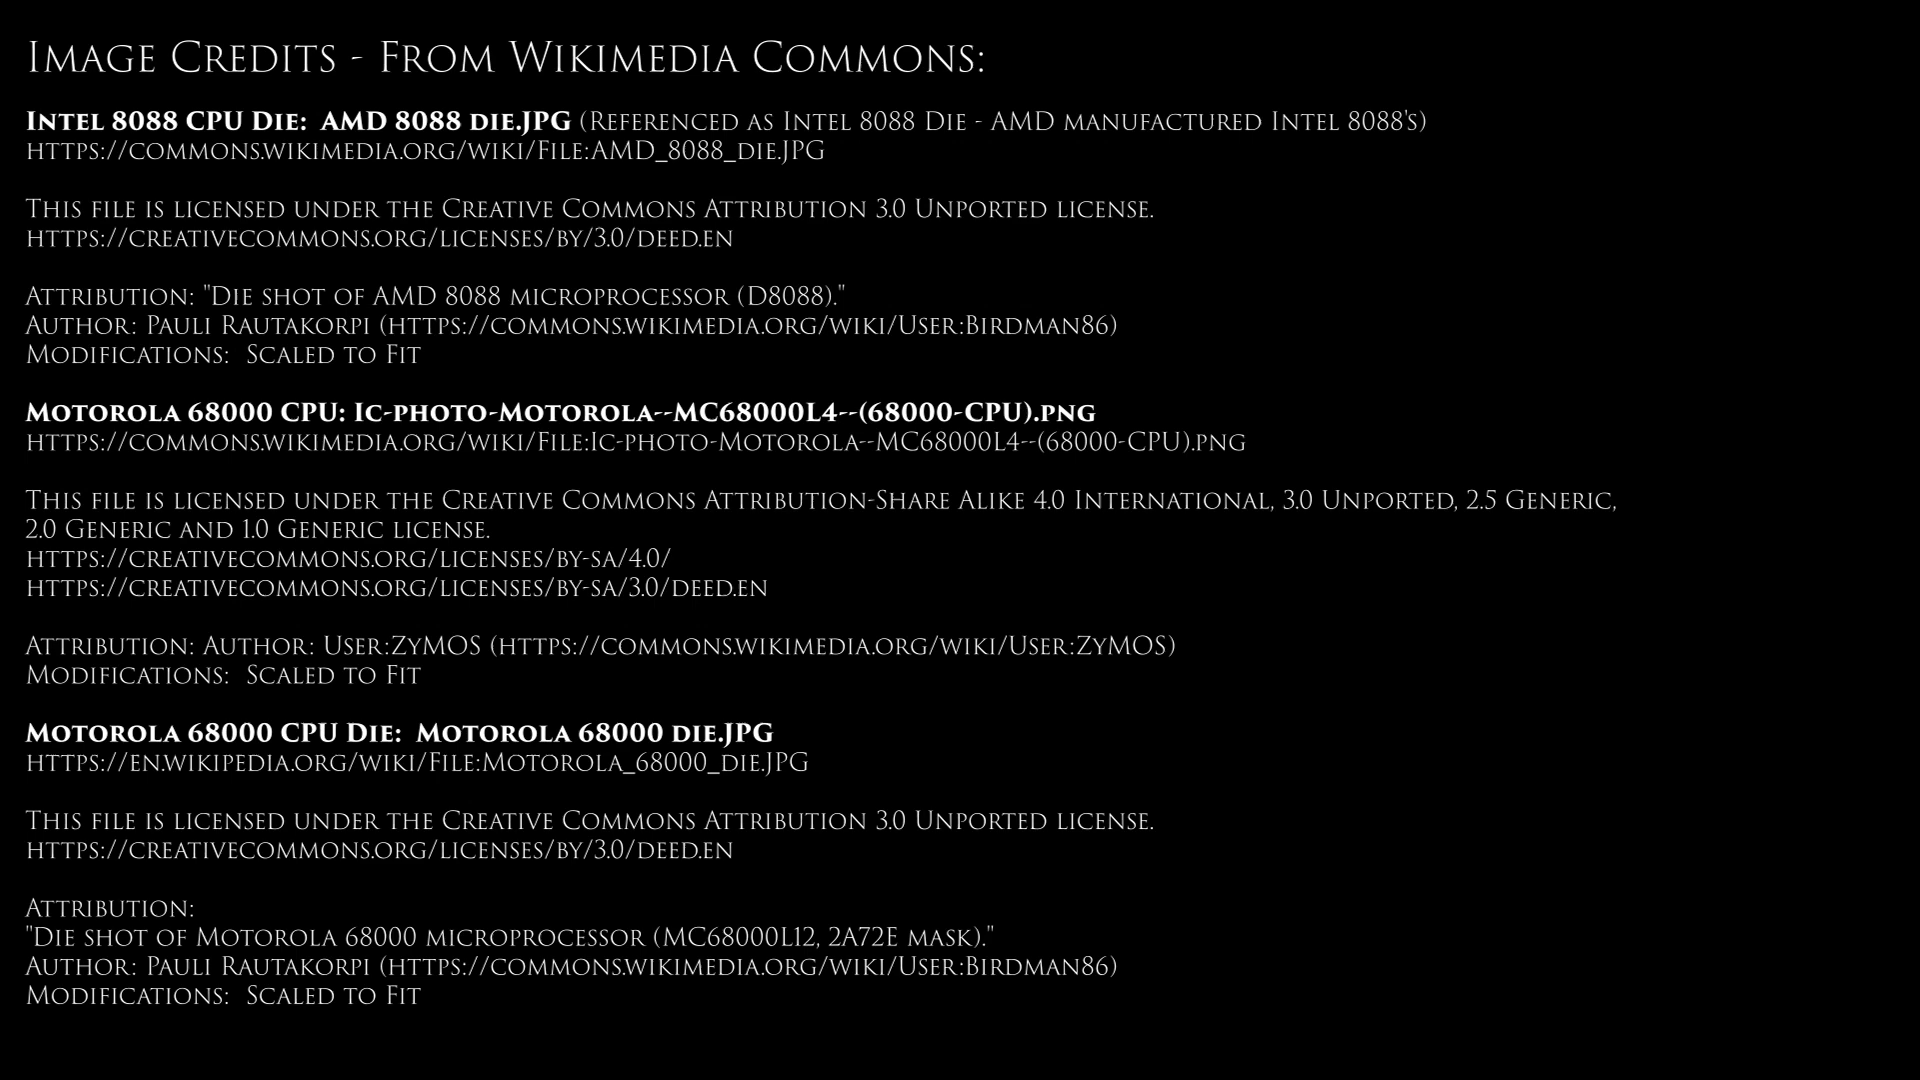 Image Credits - From Wikimedia Commons:
Intel 8088 CPU Die:  AMD 8088 die.JPG (Referenced as Intel 8088 Die - AMD manufactured Intel 8088's)
https://commons.wikimedia.org/wiki/File:AMD_8088_die.JPG
This file is licensed under the Creative Commons Attribution 3.0 Unported license.
https://creativecommons.org/licenses/by/3.0/deed.en
Attribution: "Die shot of AMD 8088 microprocessor (D8088)."
Author: Pauli Rautakorpi (https://commons.wikimedia.org/wiki/User:Birdman86)
Modifications:  Scaled to Fit
Motorola 68000 CPU: Ic-photo-Motorola--MC68000L4--(68000-CPU).png
https://commons.wikimedia.org/wiki/File:Ic-photo-Motorola--MC68000L4--(68000-CPU).png
This file is licensed under the Creative Commons Attribution-Share Alike 4.0 International, 3.0 Unported, 2.5 Generic,
2.0 Generic and 1.0 Generic license.
https://creativecommons.org/licenses/by-sa/4.0/
https://creativecommons.org/licenses/by-sa/3.0/deed.en
Attribution: Author: User:ZyMOS (https://commons.wikimedia.org/wiki/User:ZyMOS)
Modifications:  Scaled to Fit
Motorola 68000 CPU Die:  Motorola 68000 die.JPG
https://en.wikipedia.org/wiki/File:Motorola_68000_die.JPG
This file is licensed under the Creative Commons Attribution 3.0 Unported license.
https://creativecommons.org/licenses/by/3.0/deed.en
Attribution:
"Die shot of Motorola 68000 microprocessor (MC68000L12, 2A72E mask)."
Author: Pauli Rautakorpi (https://commons.wikimedia.org/wiki/User:Birdman86)
Modifications:  Scaled to Fit